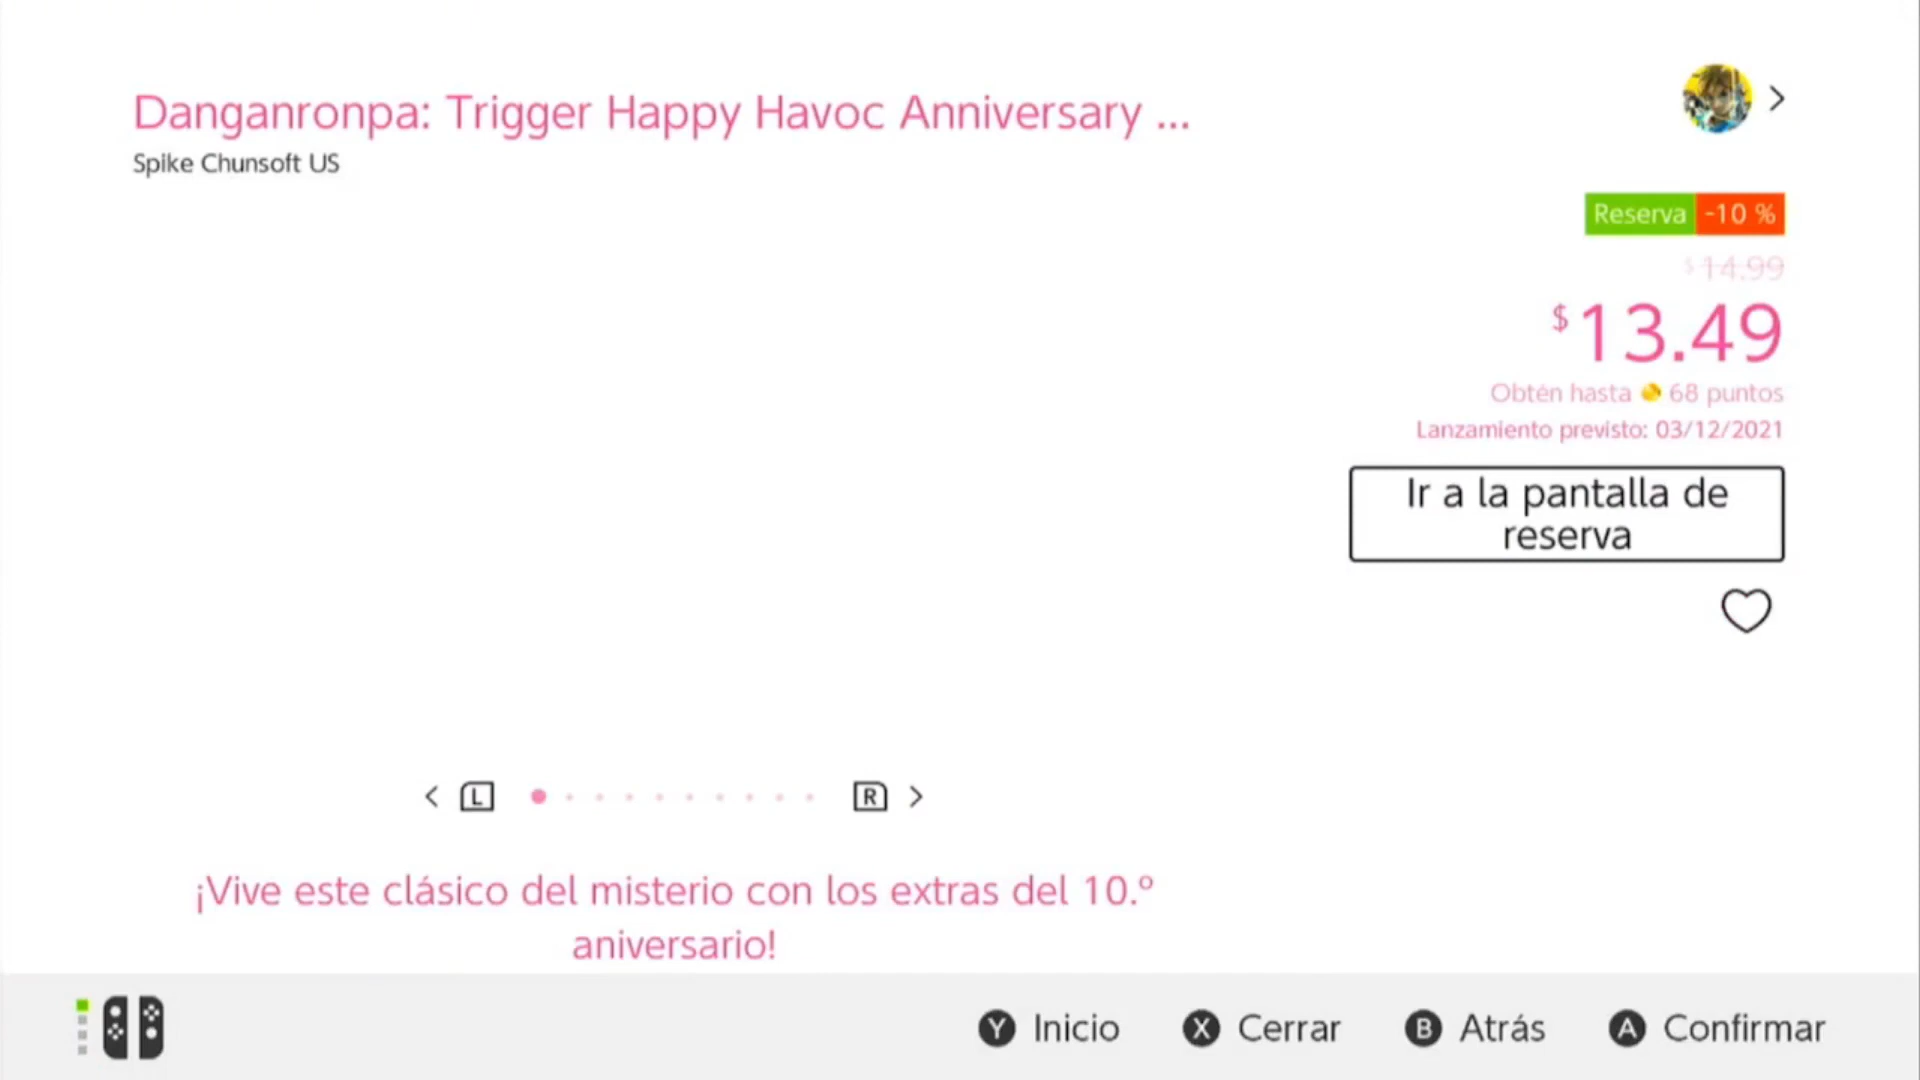 Danganronpa: Trigger Happy Havoc Anniversary ...
Spike Chunsoft US
Reserva -10 %
$14.99
$13.49
Obtén hasta 68 puntos
Lanzamiento previsto: 03/12/2021
Ir a la pantalla de
reserva
L R
¡Vive este clásico del misterio con los extras del 10.º
aniversario!
Y Inicio X Cerrar B Atrás A Confirmar